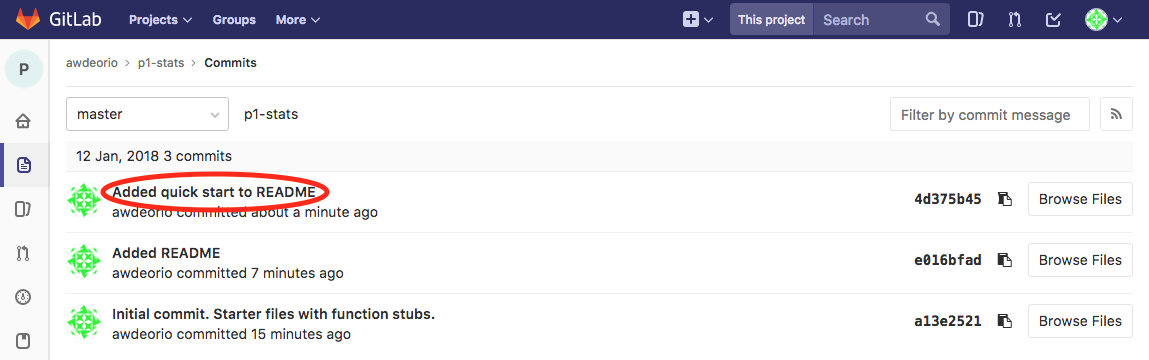 GitLab Projects Groups More This project Search
P
awdeorio > p1-stats > Commits
master p1-stats Filter by commit message
12 Jan, 2018 3 commits
Added quick start to README
awdeorio committed about a minute ago
4d375b45 Browse Files
Added README
awdeorio committed 7 minutes ago
e016bfad Browse Files
Initial commit. Starter files with function stubs.
awdeorio committed 15 minutes ago
a13e2521 Browse Files